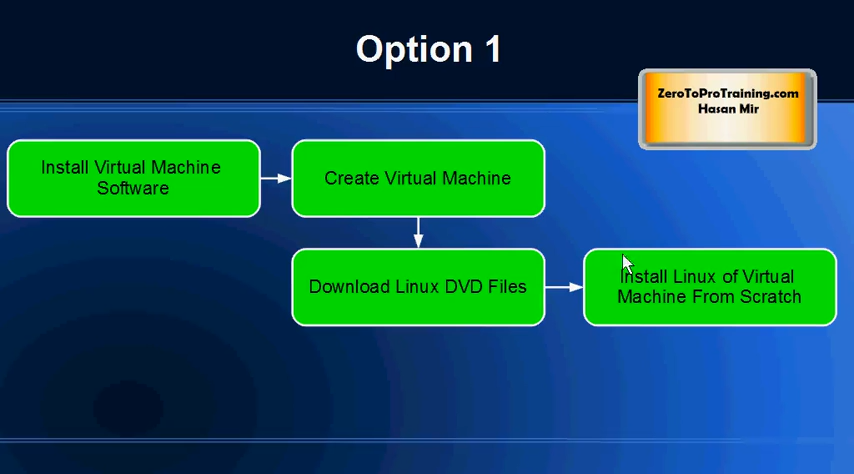 Option 1
ZeroToProTraining.com
Hasan Mir
Install Virtual Machine
Software
Create Virtual Machine
Download Linux DVD Files
Install Linux of Virtual
Machine From Scratch